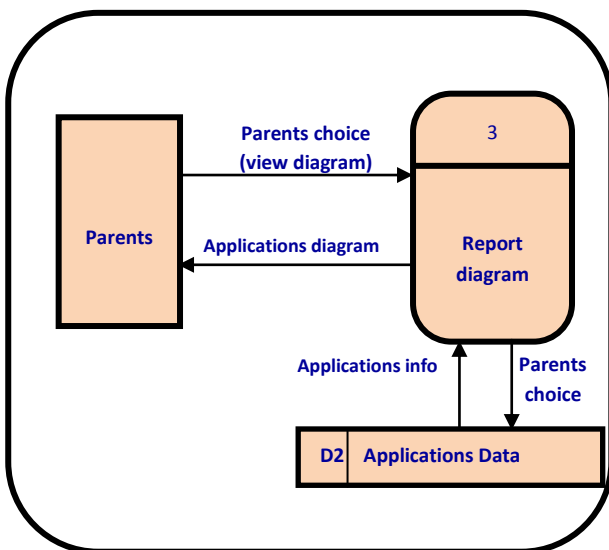 Parents choice
(view diagram)
3
Parents
Applications diagram
Report
diagram
Applications info
Parents
choice
D2 Applications Data